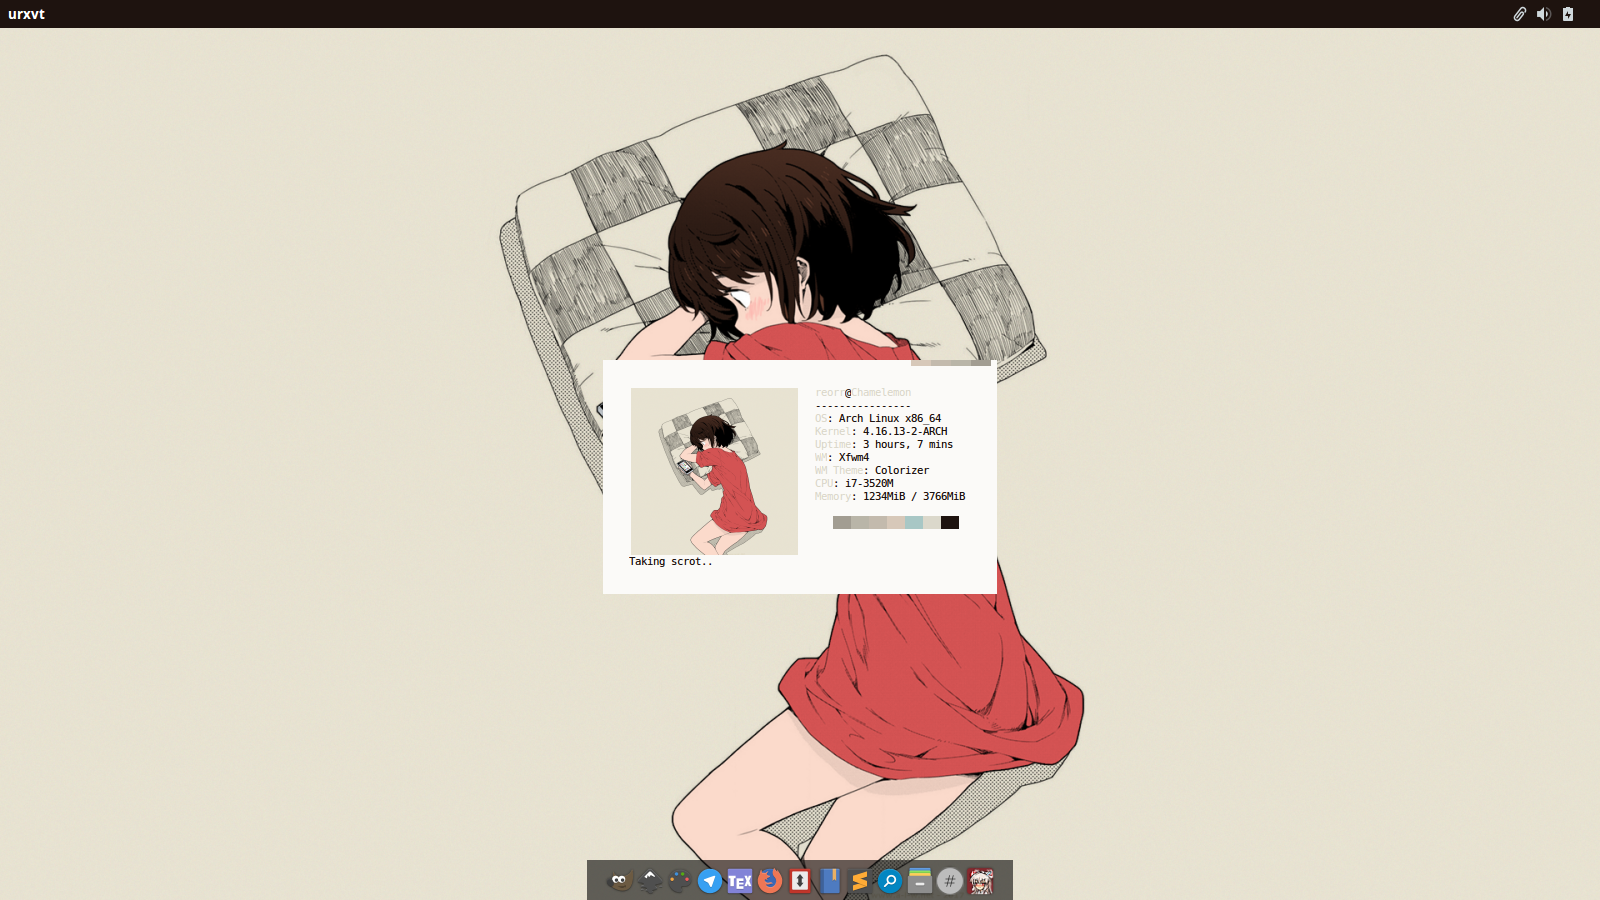 urxvt
reorr@Chamelemon
----------------
OS: Arch Linux x86_64
Kernel: 4.16.13-2-ARCH
Uptime: 3 hours, 7 mins
WM: Xfwm4
WM Theme: Colorizer
CPU: i7-3520M
Memory: 1234MiB / 3766MiB
Taking scrot..
TEX
#